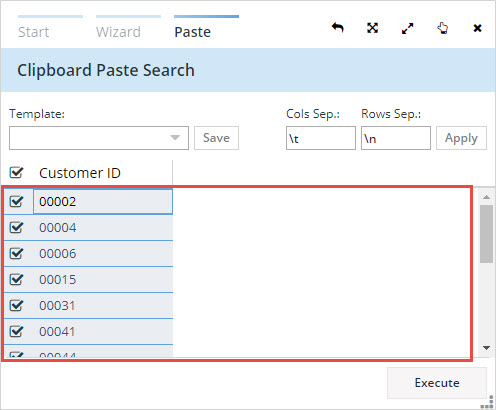 Start Wizard Paste
Clipboard Paste Search
Template: Cols Sep.: Rows Sep.:
Save \t \n Apply
Customer ID
00002
00004
00006
00015
00031
00041
00044
Execute